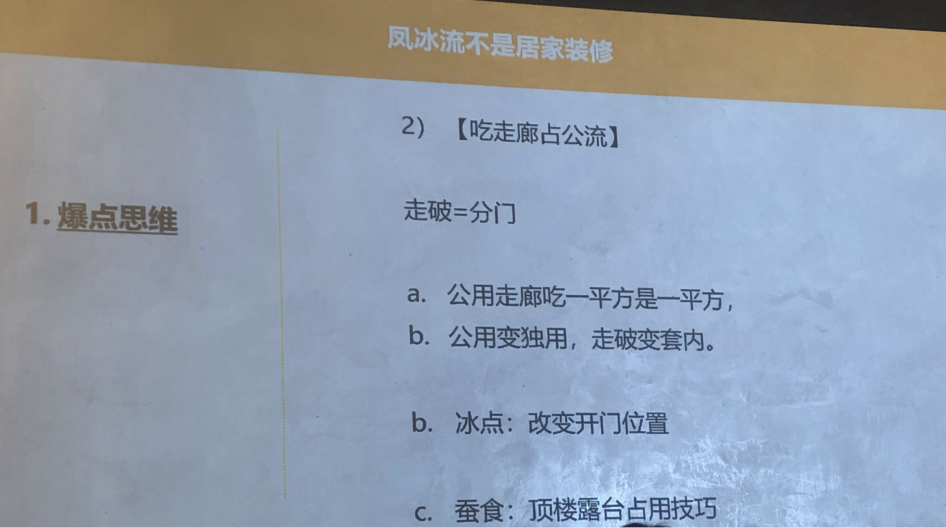 凤冰流不是居家装修
2） 【吃走廊占公流】
1. 爆点思维
走破=分门
a. 公用走廊吃一平方是一平方，
b. 公用变独用，走破变套内。
b. 冰点：改变开门位置
c. 蚕食：顶楼露台占用技巧